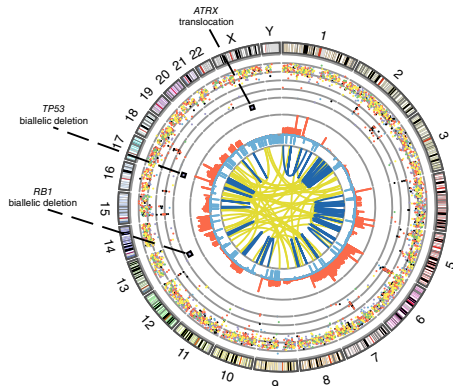 ATRX
translocation
TP53
biallelic deletion
RB1
biallelic deletion
X
Y
1
2
3
5
6
7
8
9
10
11
12
13
14
15
16
17
18
19
20
21
22